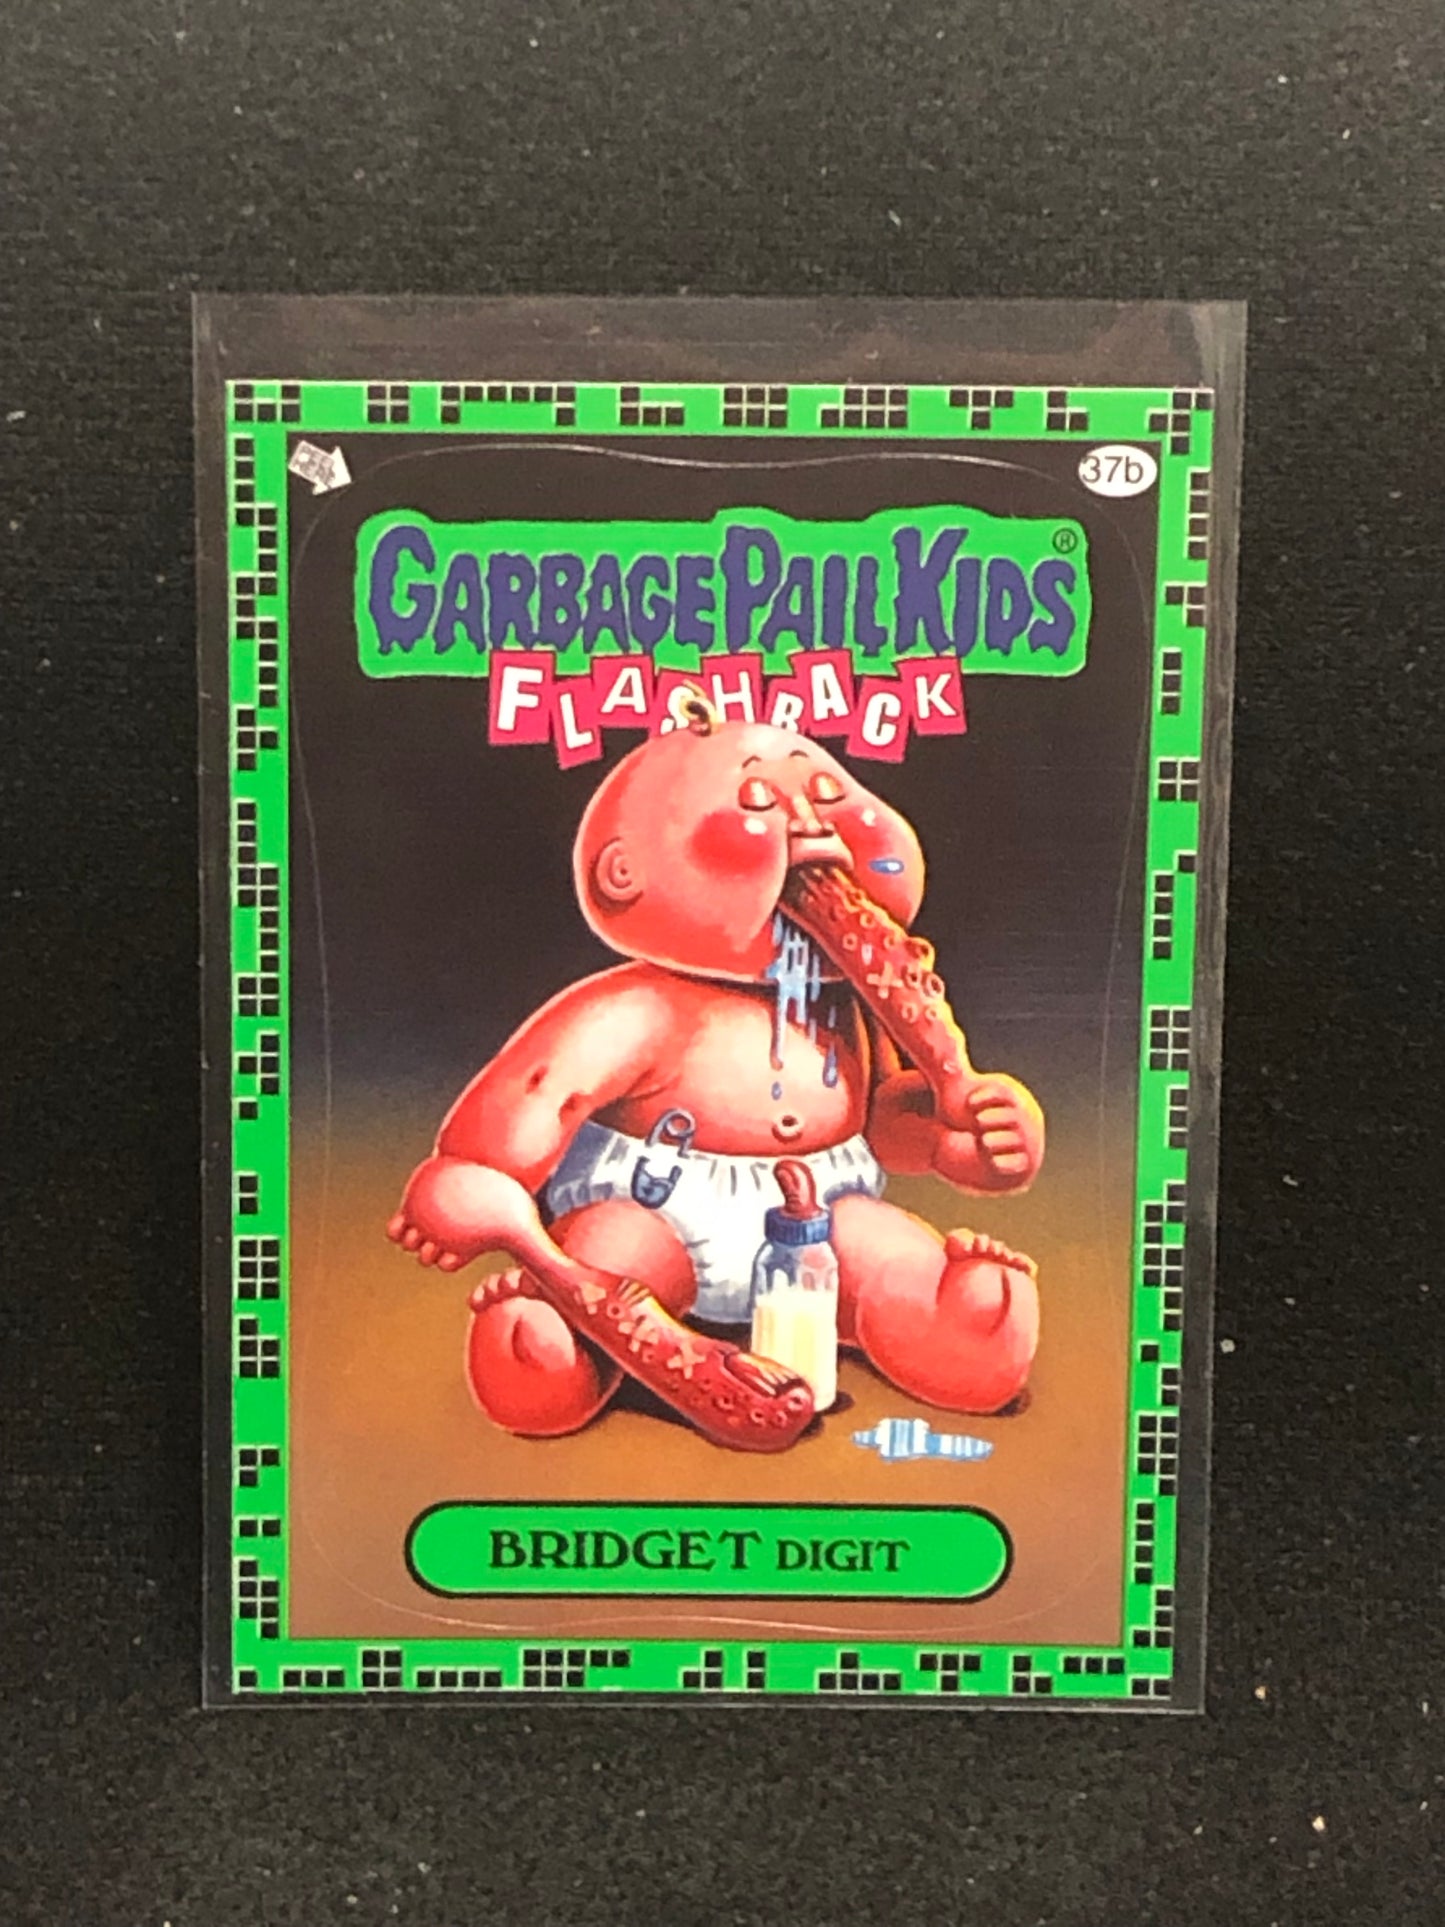 37b
GARBAGE PAIL KIDS®
FLASHBACK
BRIDGET DIGIT